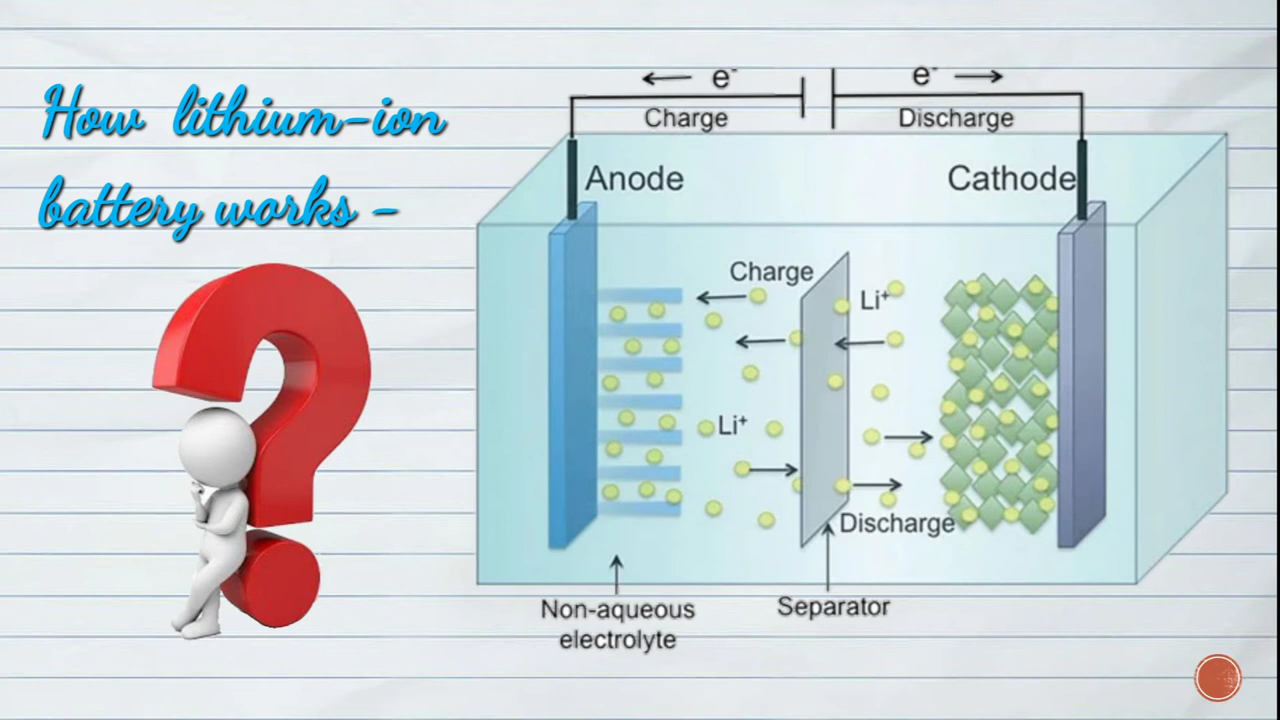 How lithium-ion
battery works -
e⁻
e⁻
Charge
Discharge
Anode
Cathode
Charge
Li⁺
Li⁺
Discharge
Non-aqueous
electrolyte
Separator